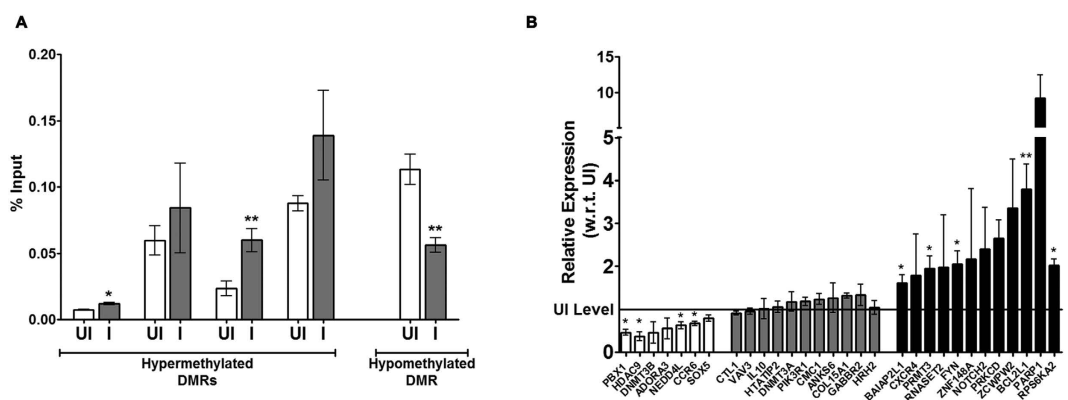 A
0.20
0.15
0.10
0.05
0.00
% Input
*
**
**
UI I UI I UI I UI I UI I
Hypermethylated
DMRs
Hypomethylated
DMR
B
15
10
5
4
3
2
1
0
Relative Expression
(w.r.t. UI)
UI Level
* * * * * * * ** *
PBX1
HDAC9
DNMT3B
ADORA3
NEDD4L
CCR6
SOX5
CTL1
VAV3
IL10
HTATIP2
DNMT3A
PIK3R1
CMC1
ANKS6
COL15A1
GABBR2
HRH2
BAIAP2L1
CXCR4
PRMT3
RNASET2
FYN
ZNF148A
NOTCH2
PRKCD
ZCWPW2
BCL2L1
PARP1
RPS6KA2